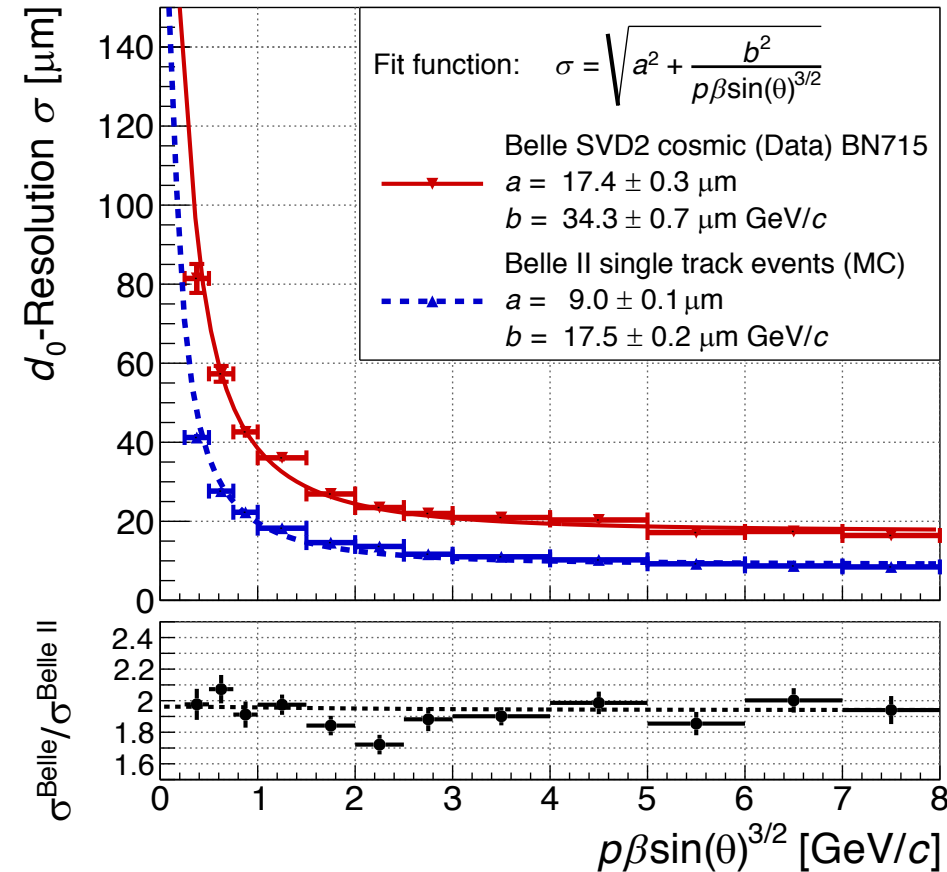 d₀-Resolution σ [μm]
140
120
100
80
60
40
20
0
Fit function: σ = √(a² + b²/(pβsin(θ)^{3/2}))
Belle SVD2 cosmic (Data) BN715
a = 17.4 ± 0.3 μm
b = 34.3 ± 0.7 μm GeV/c
Belle II single track events (MC)
a = 9.0 ± 0.1 μm
b = 17.5 ± 0.2 μm GeV/c
σ^{Belle}/σ^{Belle II}
2.4
2.2
2
1.8
1.6
0 1 2 3 4 5 6 7 8
pβsin(θ)^{3/2} [GeV/c]